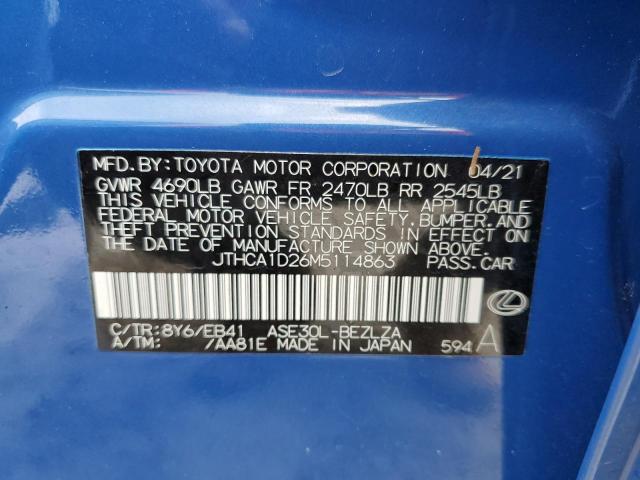 MFD.BY:TOYOTA MOTOR CORPORATION 04/21
GVWR 4690LB GAWR FR 2470LB RR 2545LB
THIS VEHICLE CONFORMS TO ALL APPLICABLE
FEDERAL MOTOR VEHICLE SAFETY,BUMPER,AND
THEFT PREVENTION STANDARDS IN EFFECT ON
THE DATE OF MANUFACTURE SHOWN ABOVE.
JTHCA1D26M5114863 PASS.CAR
C/TR:8Y6/EB41 ASE30L-BEZLZA
A/TM: /AA81E MADE IN JAPAN 594 A